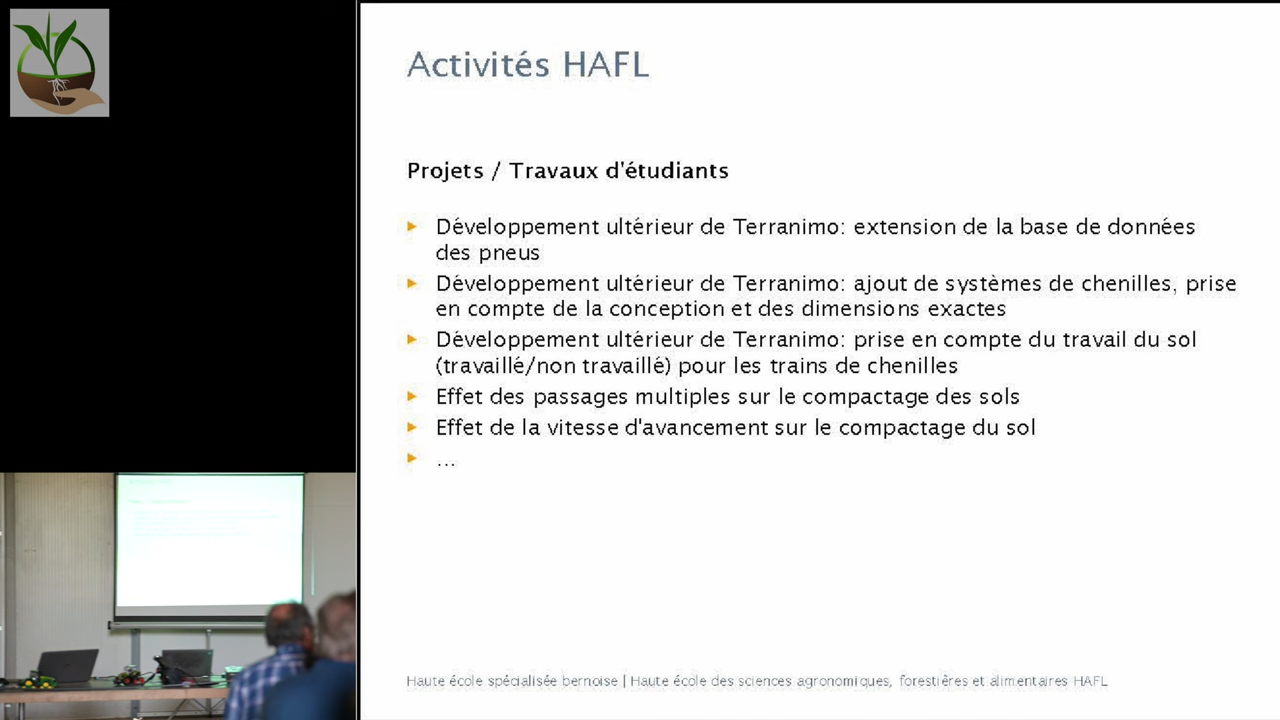 Activités HAFL
Projets / Travaux d'étudiants
Développement ultérieur de Terranimo: extension de la base de données
des pneus
Développement ultérieur de Terranimo: ajout de systèmes de chenilles, prise
en compte de la conception et des dimensions exactes
Développement ultérieur de Terranimo: prise en compte du travail du sol
(travaillé/non travaillé) pour les trains de chenilles
Effet des passages multiples sur le compactage des sols
Effet de la vitesse d'avancement sur le compactage du sol
...
Haute école spécialisée bernoise | Haute école des sciences agronomiques, forestières et alimentaires HAFL